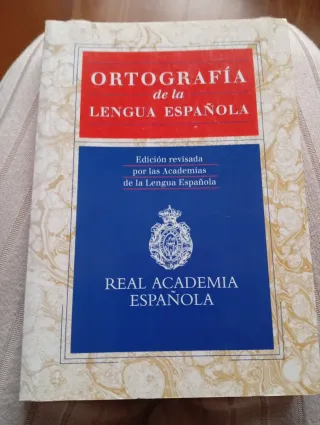 ORTOGRAFÍA
de la
LENGUA ESPAÑOLA
Edición revisada
por las Academias
de la Lengua Española
REAL ACADEMIA
ESPAÑOLA